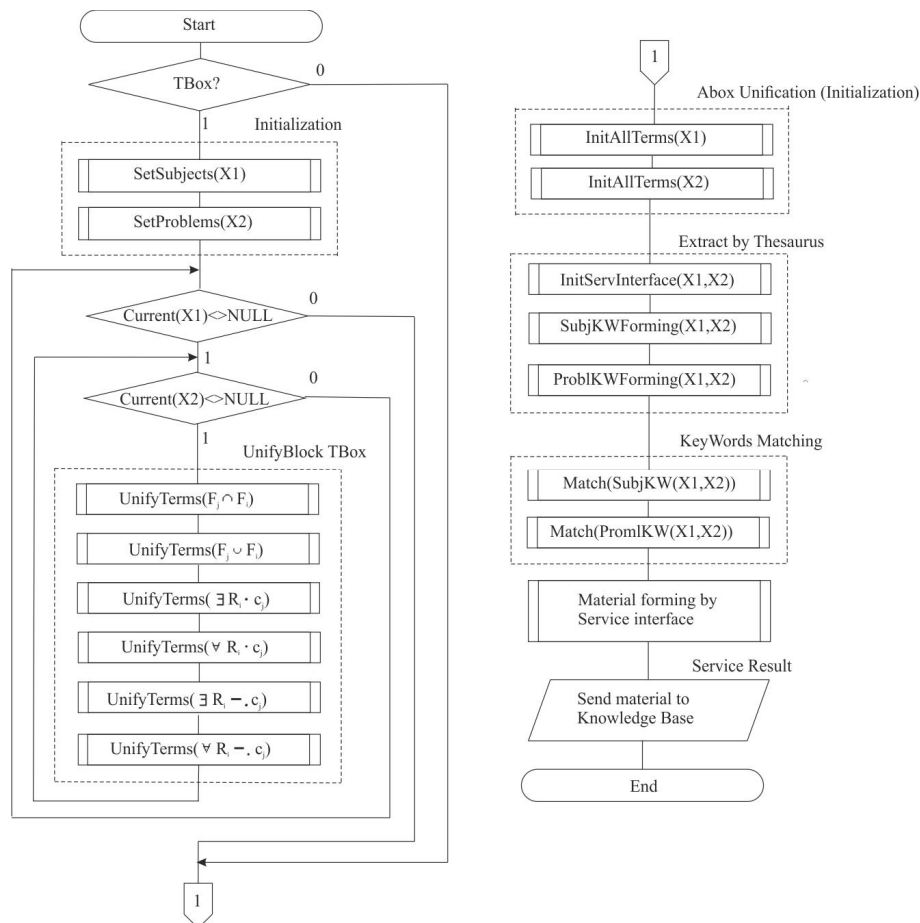 Start
TBox?
0
1
Initialization
SetSubjects(X1)
SetProblems(X2)
Current(X1)<>NULL
0
1
Current(X2)<>NULL
0
1
UnifyBlock TBox
UnifyTerms(Fⱼ ∩ Fᵢ)
UnifyTerms(Fⱼ ∪ Fᵢ)
UnifyTerms( ∃ Rᵢ · cⱼ)
UnifyTerms( ∀ Rᵢ · cⱼ)
UnifyTerms( ∃ Rᵢ − . cⱼ)
UnifyTerms( ∀ Rᵢ − . cⱼ)
1
1
Abox Unification (Initialization)
InitAllTerms(X1)
InitAllTerms(X2)
Extract by Thesaurus
InitServInterface(X1,X2)
SubjKWForming(X1,X2)
ProblKWForming(X1,X2)
KeyWords Matching
Match(SubjKW(X1,X2))
Match(PromlKW(X1,X2))
Material forming by
Service interface
Service Result
Send material to
Knowledge Base
End